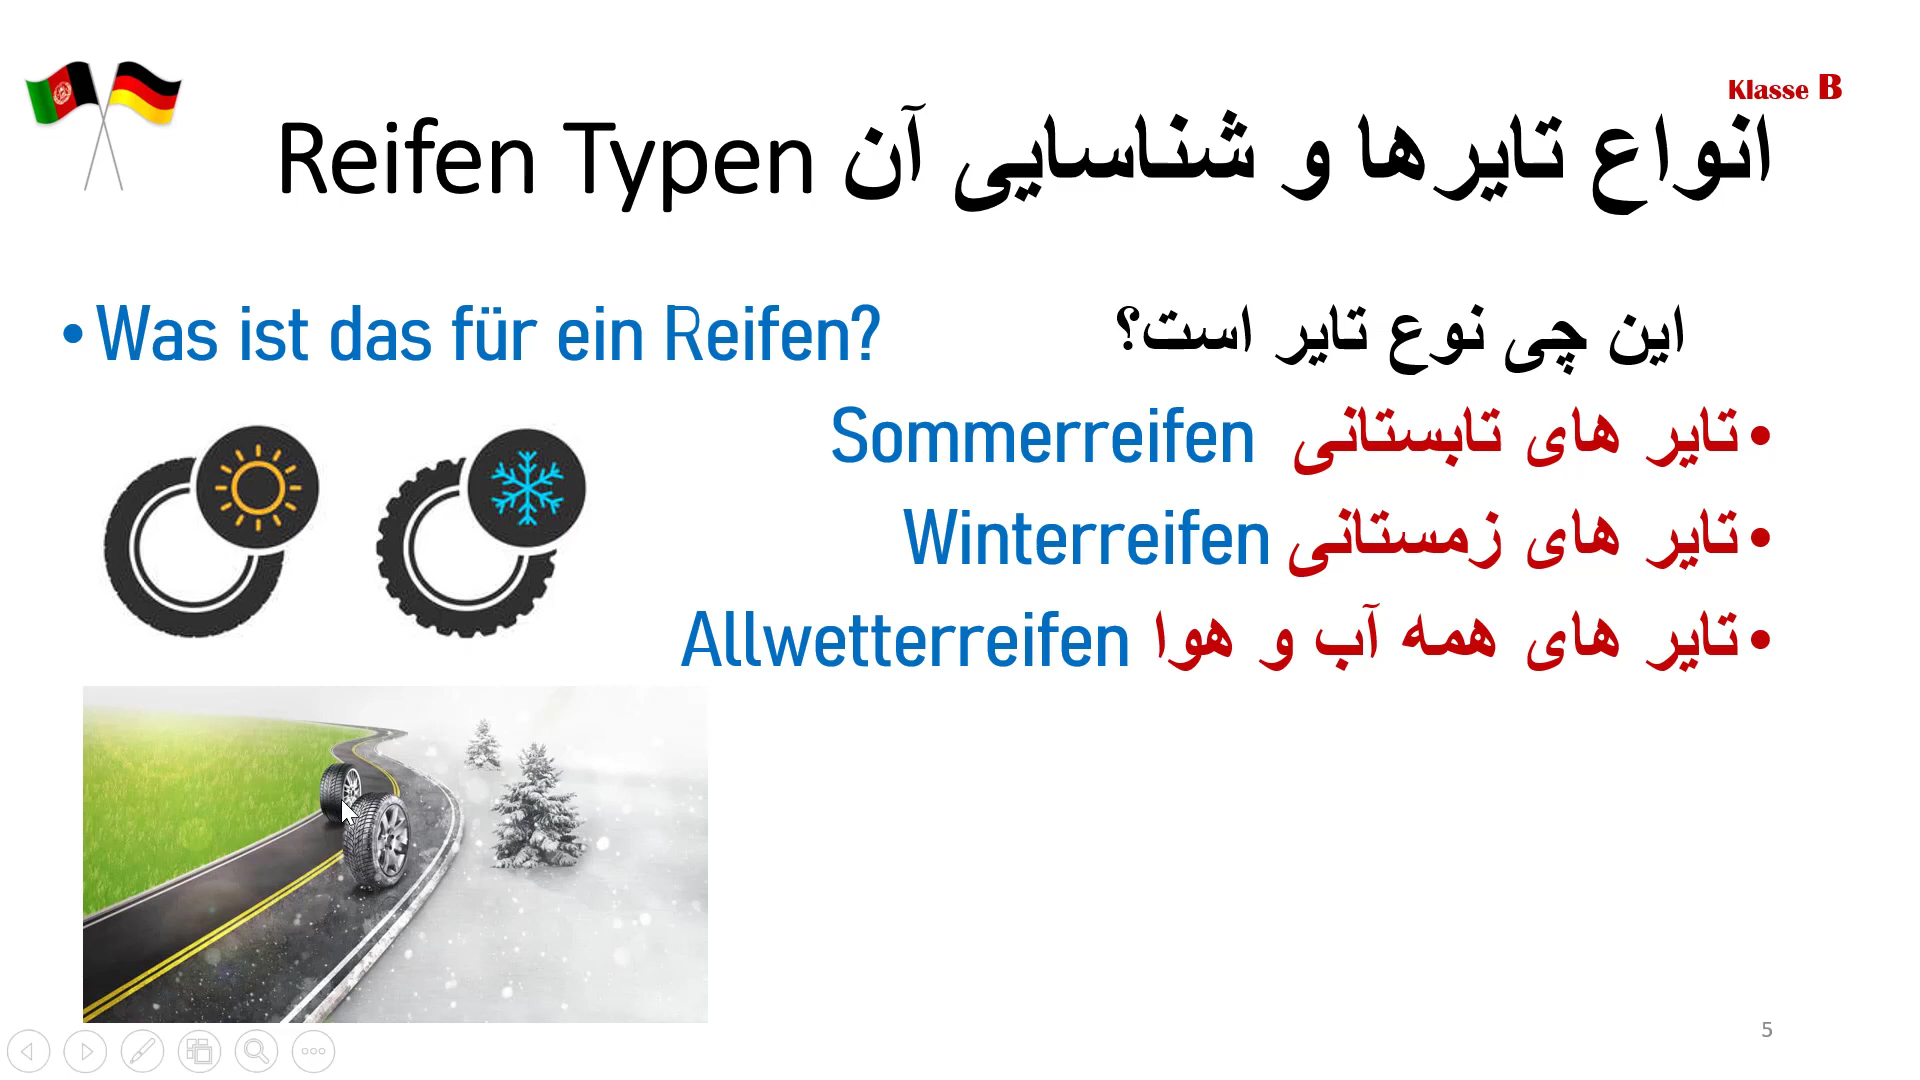 Klasse B
انواع تایرها و شناسایی آن Reifen Typen
• Was ist das für ein Reifen? این چی نوع تایر است؟
• تایر های تابستانی Sommerreifen
• تایر های زمستانی Winterreifen
• تایر های همه آب و هوا Allwetterreifen
5